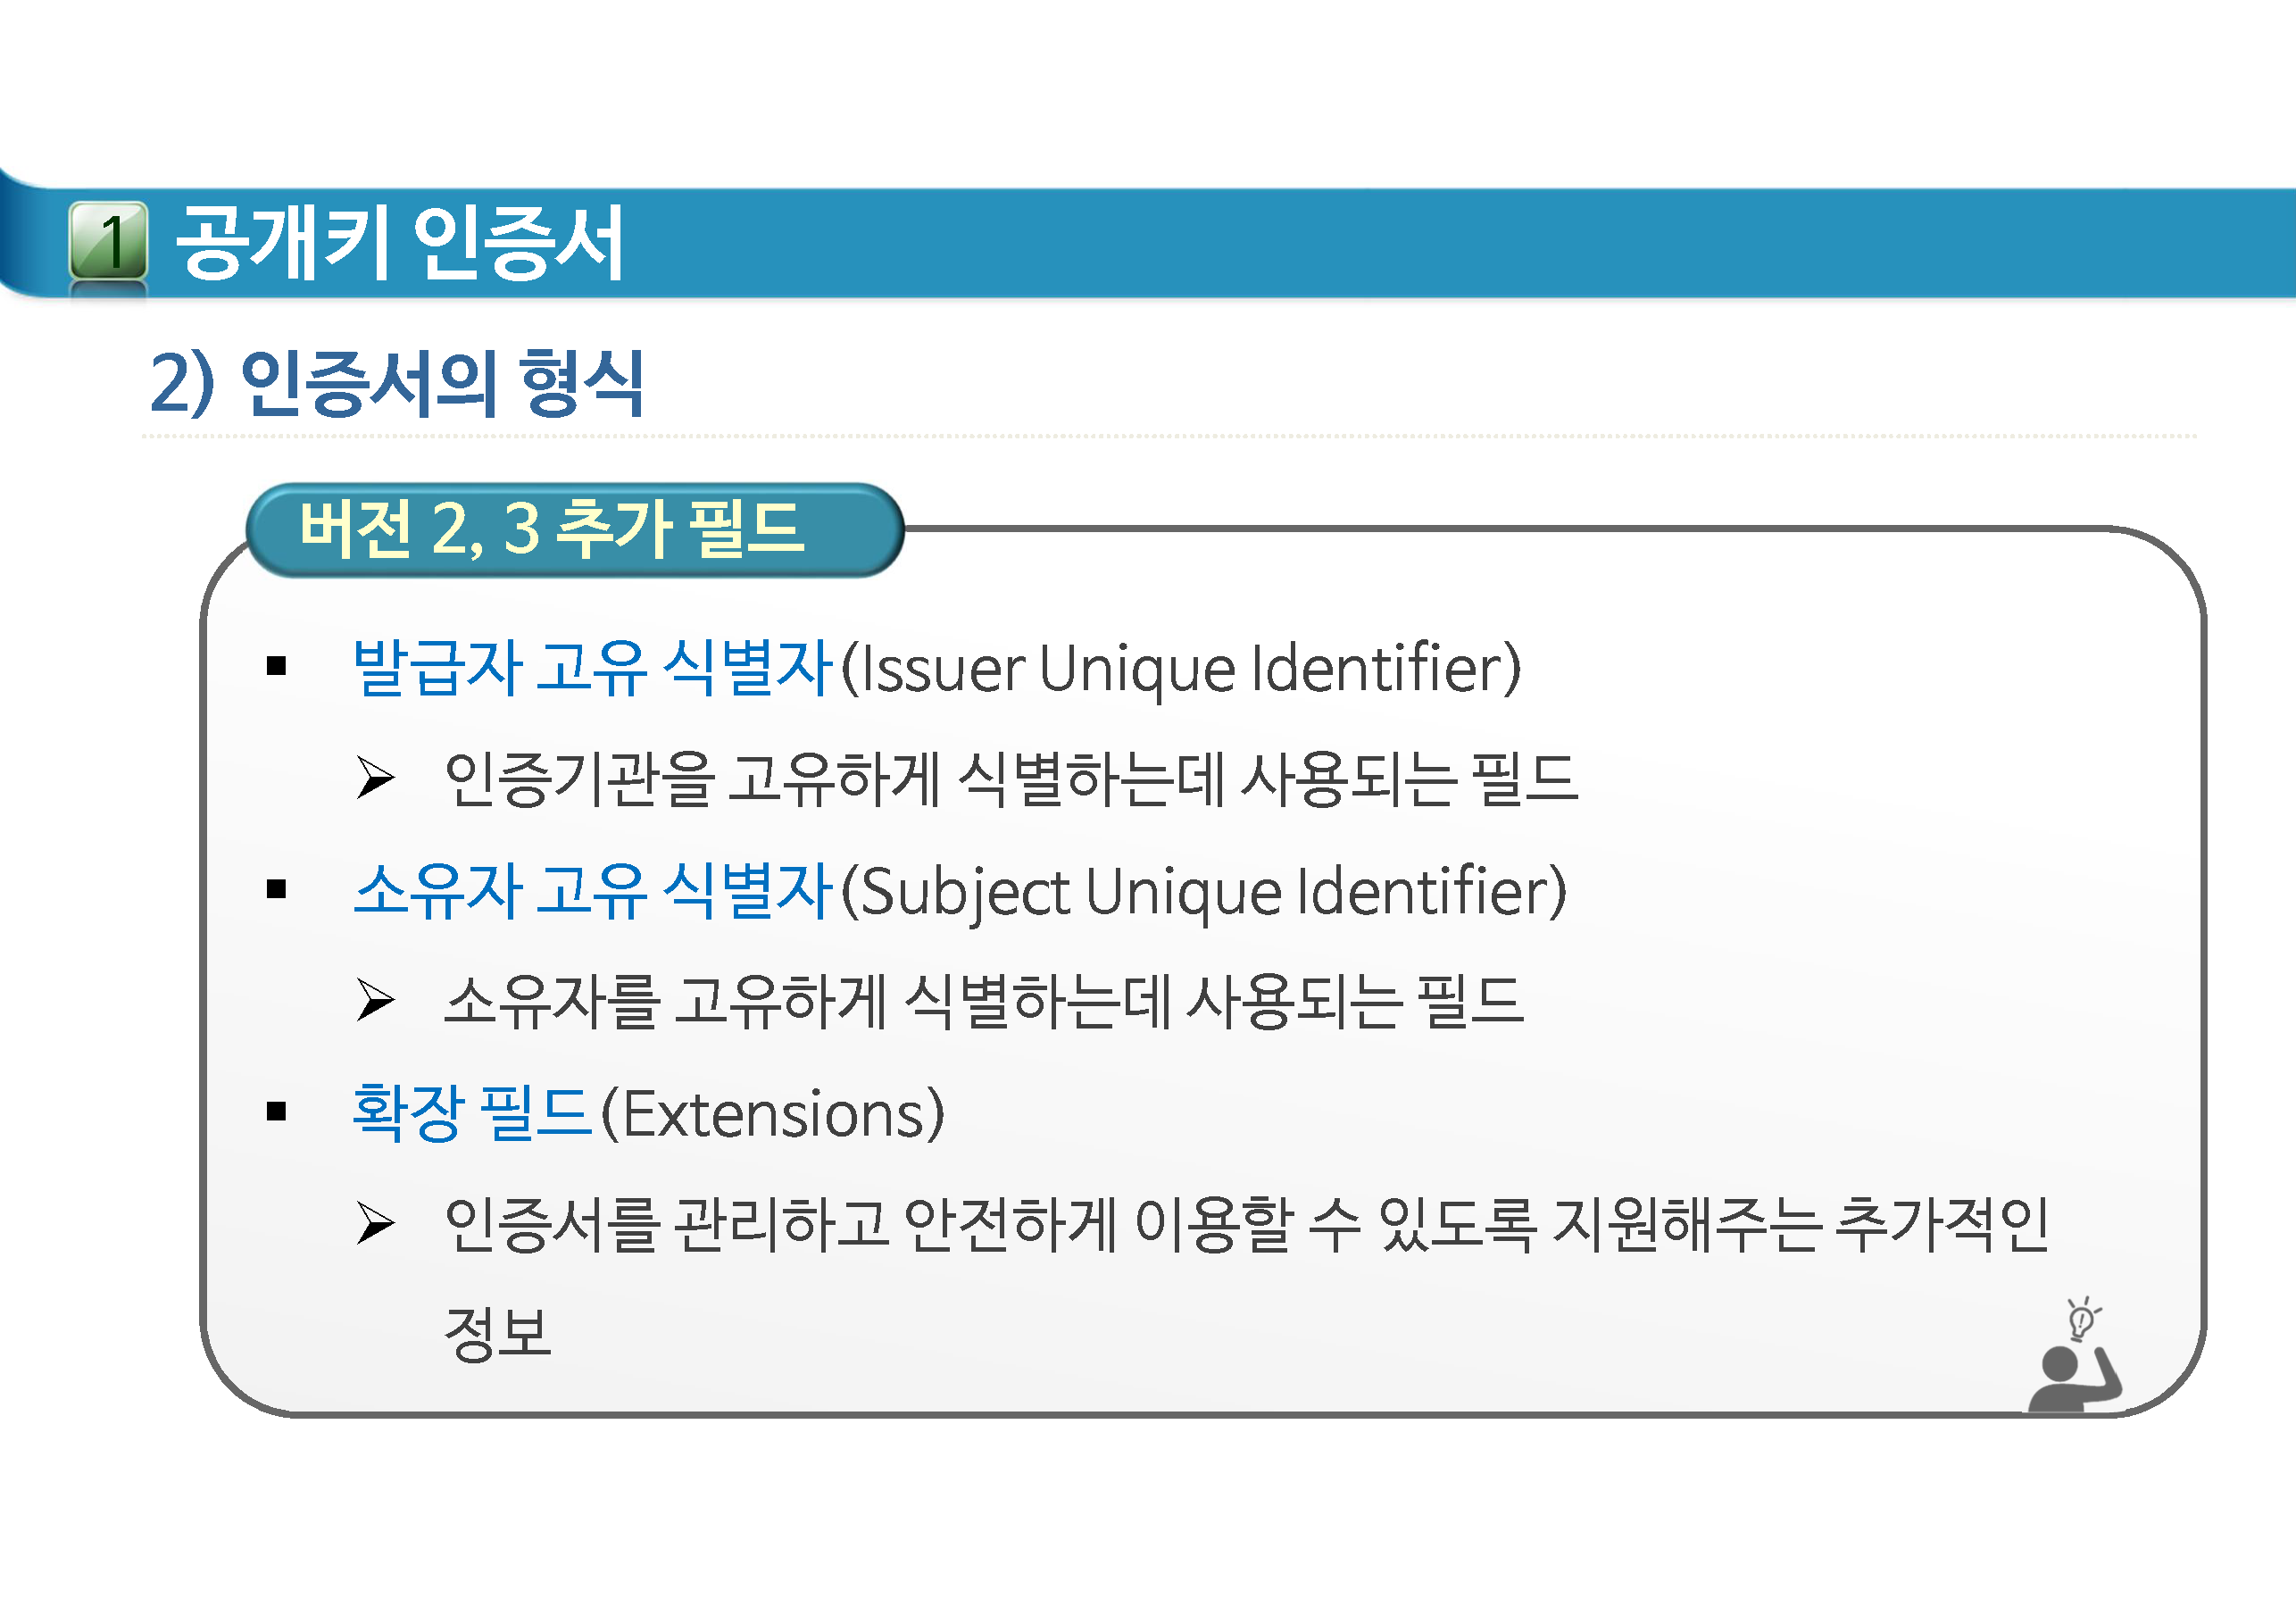 1 공개키 인증서
2) 인증서의 형식
버전 2, 3 추가 필드
▪ 발급자 고유 식별자(Issuer Unique Identifier)
➢ 인증기관을 고유하게 식별하는데 사용되는 필드
▪ 소유자 고유 식별자(Subject Unique Identifier)
➢ 소유자를 고유하게 식별하는데 사용되는 필드
▪ 확장 필드(Extensions)
➢ 인증서를 관리하고 안전하게 이용할 수 있도록 지원해주는 추가적인
정보